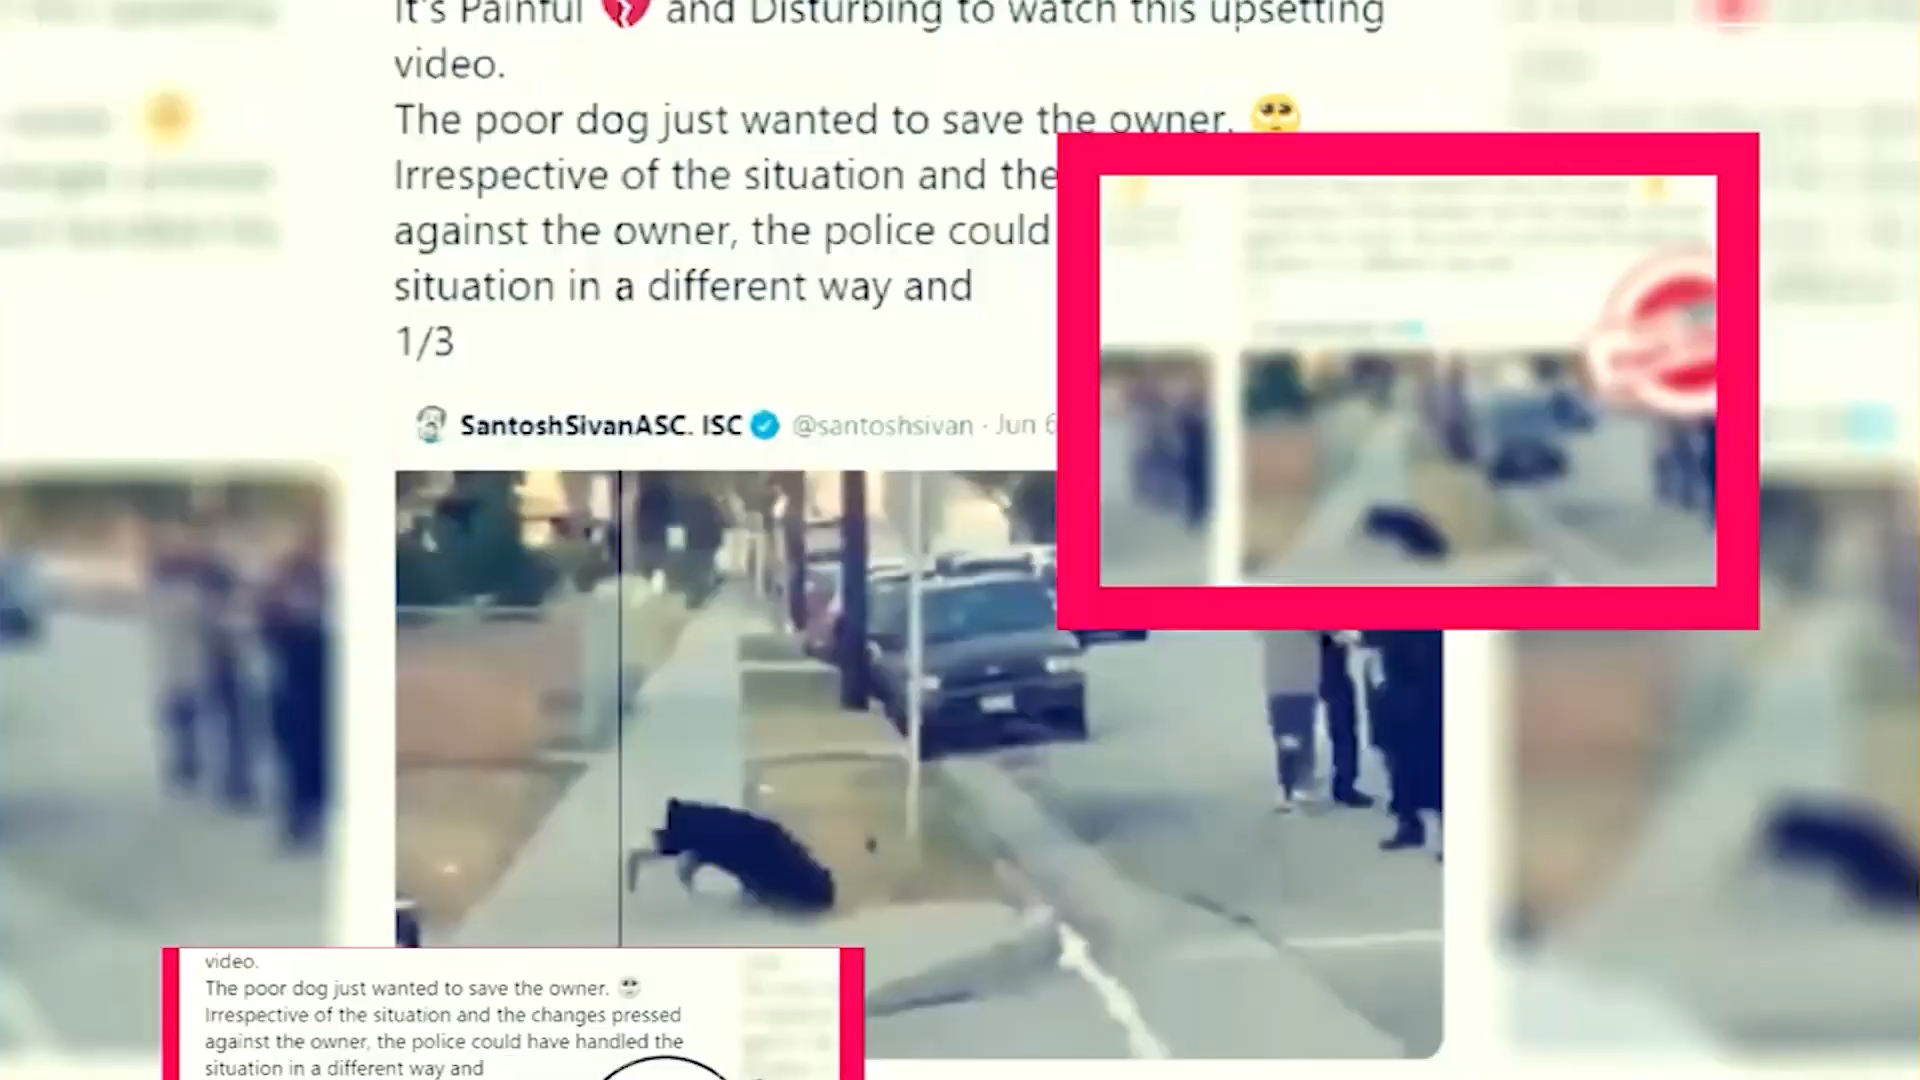 It's Painful 💔 and Disturbing to watch this upsetting
video.
The poor dog just wanted to save the owner. 🥺
Irrespective of the situation and the
against the owner, the police could
situation in a different way and
1/3
SantoshSivanASC. ISC @santoshsivan · Jun 6
video.
The poor dog just wanted to save the owner. 🥺
Irrespective of the situation and the changes pressed
against the owner, the police could have handled the
situation in a different way and